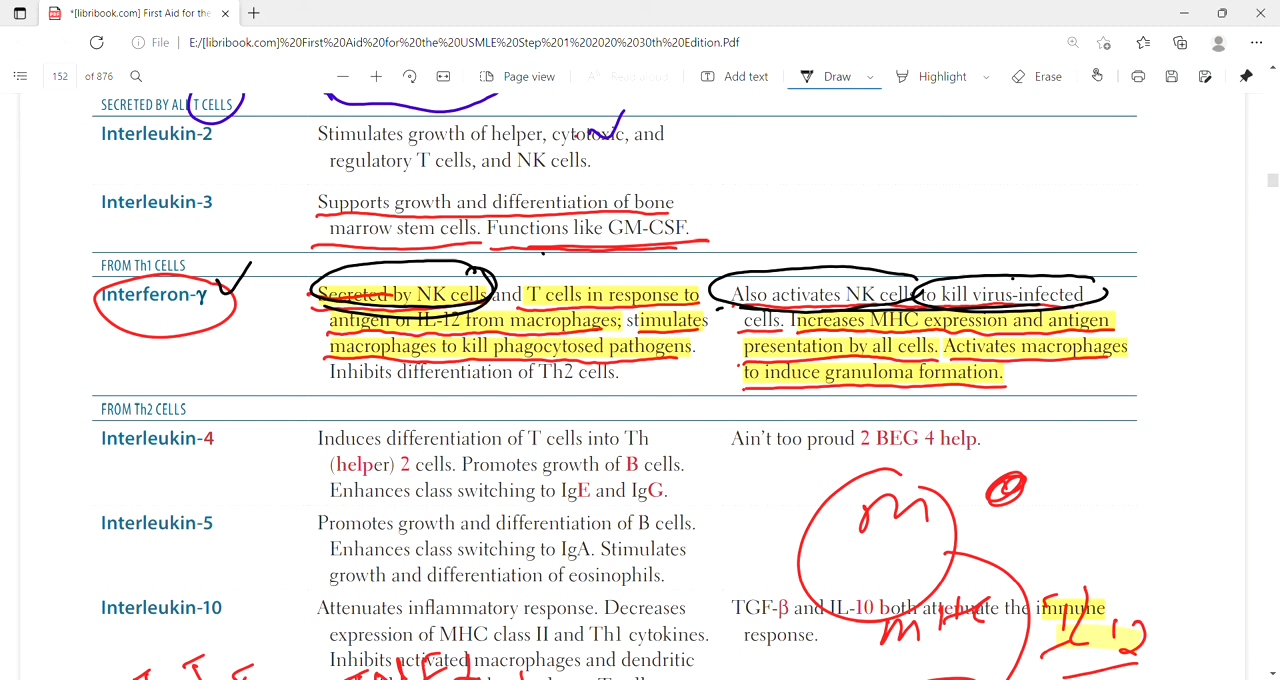 *[libribook.com] First Aid for the
File
E:/[libribook.com]%20First%20Aid%20for%20the%20USMLE%20Step%201%202020%2030th%20Edition.Pdf
152 of 876
Page view
Read aloud
Add text
Draw
Highlight
Erase
SECRETED BY ALL T CELLS
Interleukin-2
Stimulates growth of helper, cytotoxic, and
regulatory T cells, and NK cells.
Interleukin-3
Supports growth and differentiation of bone
marrow stem cells. Functions like GM-CSF.
FROM Th1 CELLS
Interferon-γ
Secreted by NK cells and T cells in response to
antigen or IL-12 from macrophages; stimulates
macrophages to kill phagocytosed pathogens.
Inhibits differentiation of Th2 cells.
Also activates NK cells to kill virus-infected
cells. Increases MHC expression and antigen
presentation by all cells. Activates macrophages
to induce granuloma formation.
FROM Th2 CELLS
Interleukin-4
Induces differentiation of T cells into Th
(helper) 2 cells. Promotes growth of B cells.
Enhances class switching to IgE and IgG.
Ain't too proud 2 BEG 4 help.
m
Interleukin-5
Promotes growth and differentiation of B cells.
Enhances class switching to IgA. Stimulates
growth and differentiation of eosinophils.
Interleukin-10
Attenuates inflammatory response. Decreases
expression of MHC class II and Th1 cytokines.
Inhibits activated macrophages and dendritic
TGF-β and IL-10 both attenuate the immune
response.
MHC
IL12